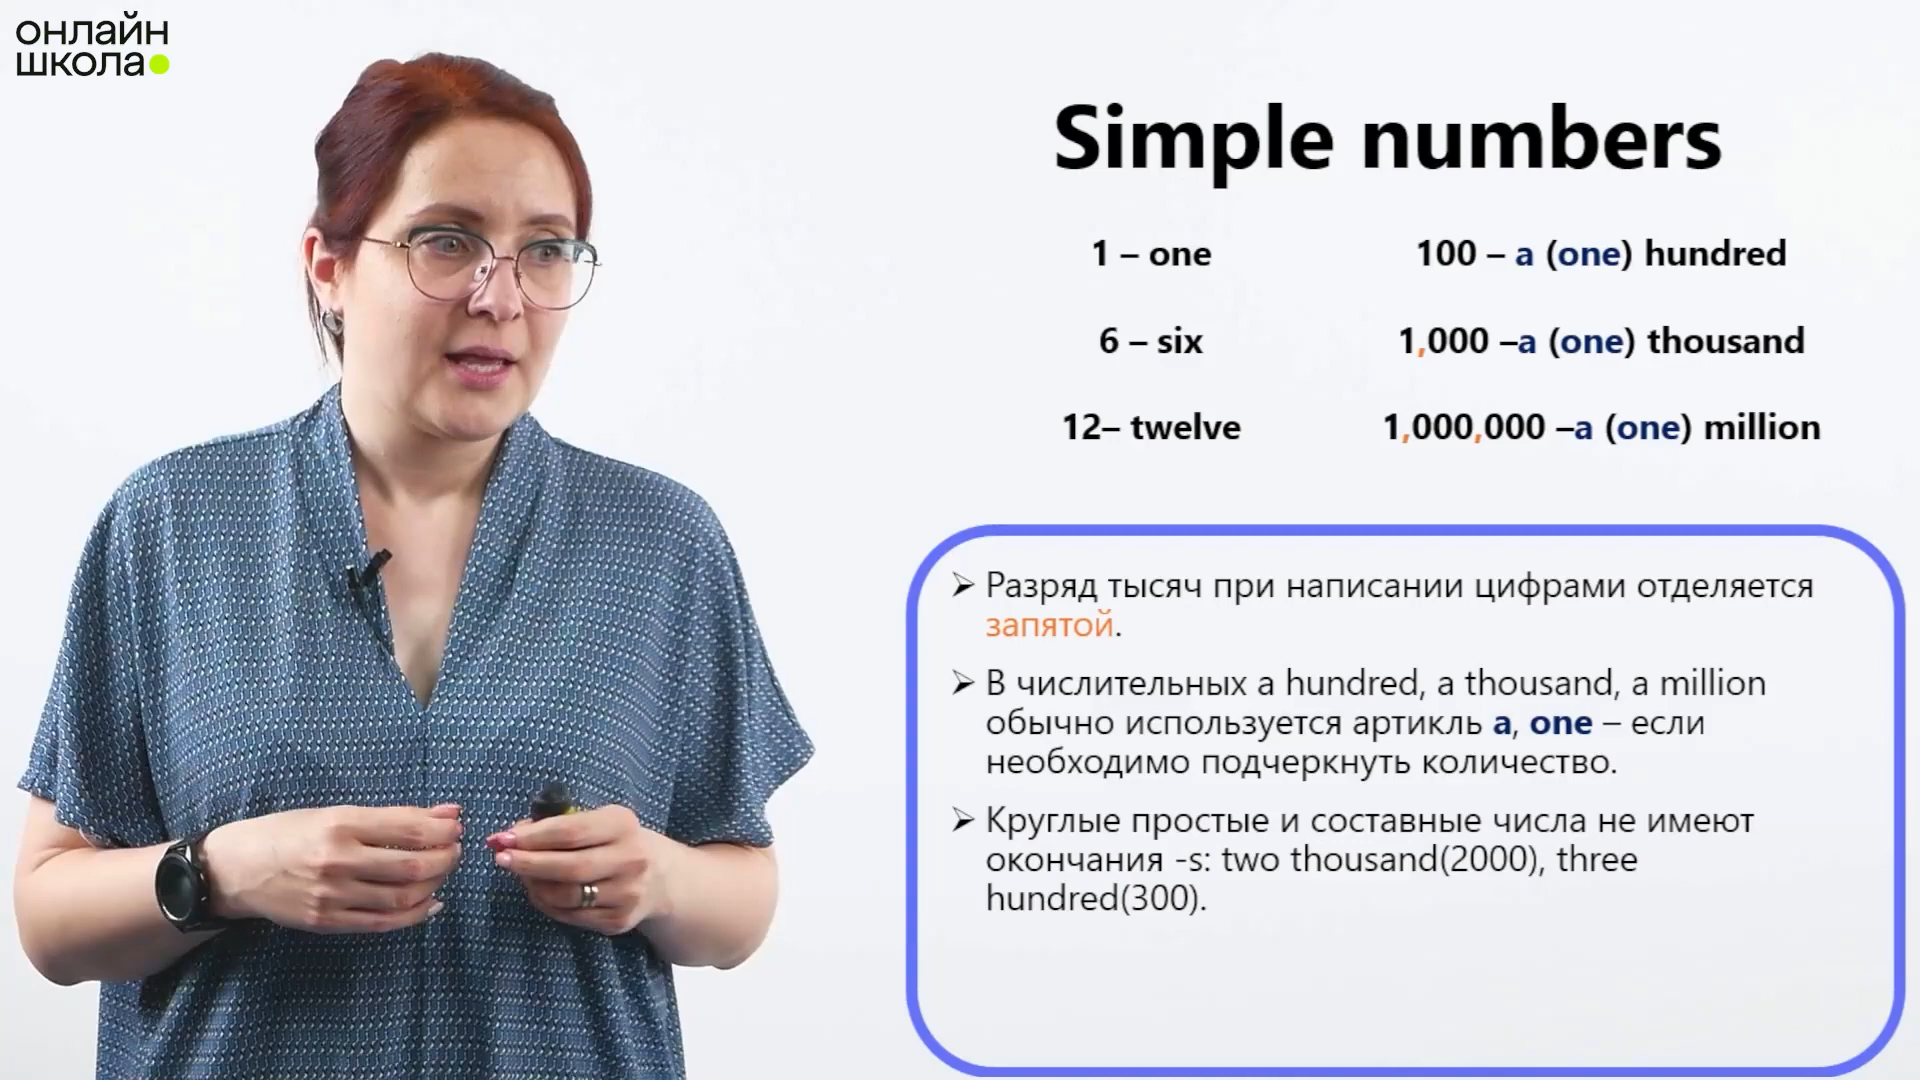 онлайн
школа
Simple numbers
1 – one
100 – a (one) hundred
6 – six
1,000 –a (one) thousand
12– twelve
1,000,000 –a (one) million
➢ Разряд тысяч при написании цифрами отделяется
запятой.
➢ В числительных a hundred, a thousand, a million
обычно используется артикль a, one – если
необходимо подчеркнуть количество.
➢ Круглые простые и составные числа не имеют
окончания -s: two thousand(2000), three
hundred(300).